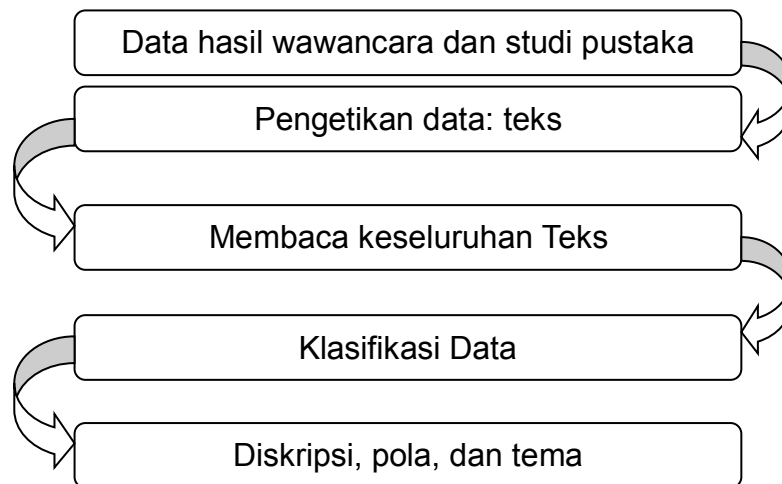 Data hasil wawancara dan studi pustaka
Pengetikan data: teks
Membaca keseluruhan Teks
Klasifikasi Data
Diskripsi, pola, dan tema